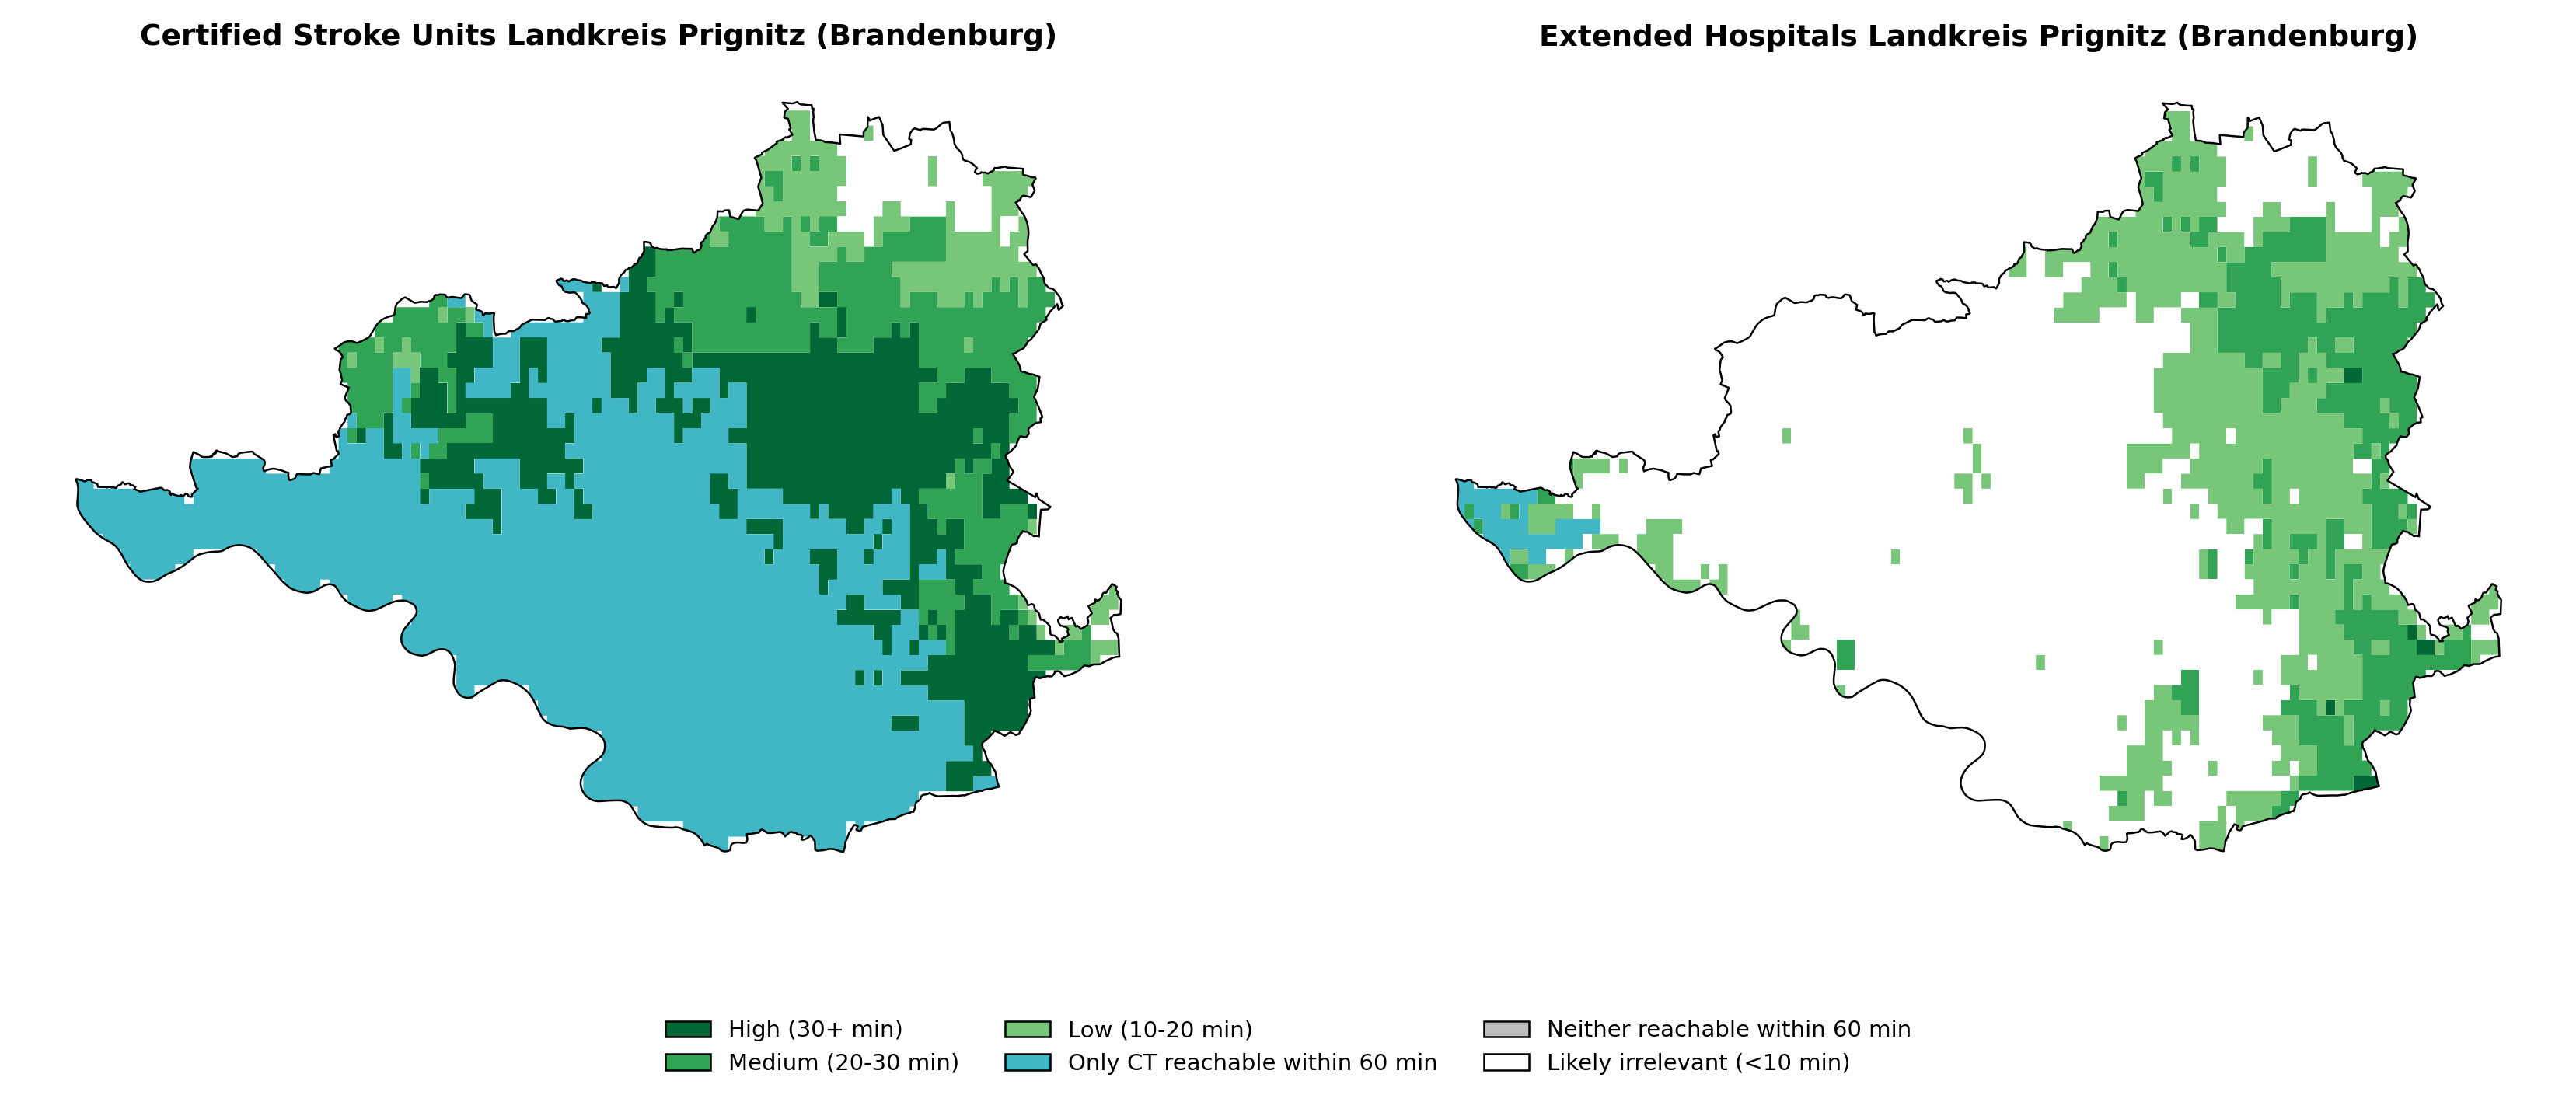 Certified Stroke Units Landkreis Prignitz (Brandenburg)
Extended Hospitals Landkreis Prignitz (Brandenburg)
High (30+ min)
Medium (20-30 min)
Low (10-20 min)
Only CT reachable within 60 min
Neither reachable within 60 min
Likely irrelevant (<10 min)